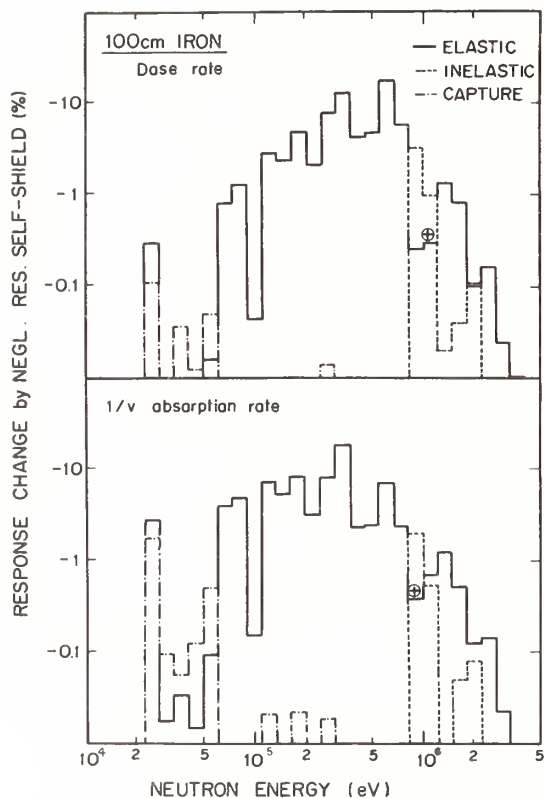 100cm IRON
Dase rate
ELASTIC
INELASTIC
CAPTURE
RESPONSE CHANGE by NEGL. RES. SELF-SHIELD (%)
-10
-1
-0.1
1/v absorption rate
-10
-1
-0.1
10⁴ 2 5 10⁵ 2 5 10⁶ 2 5
NEUTRON ENERGY (eV)